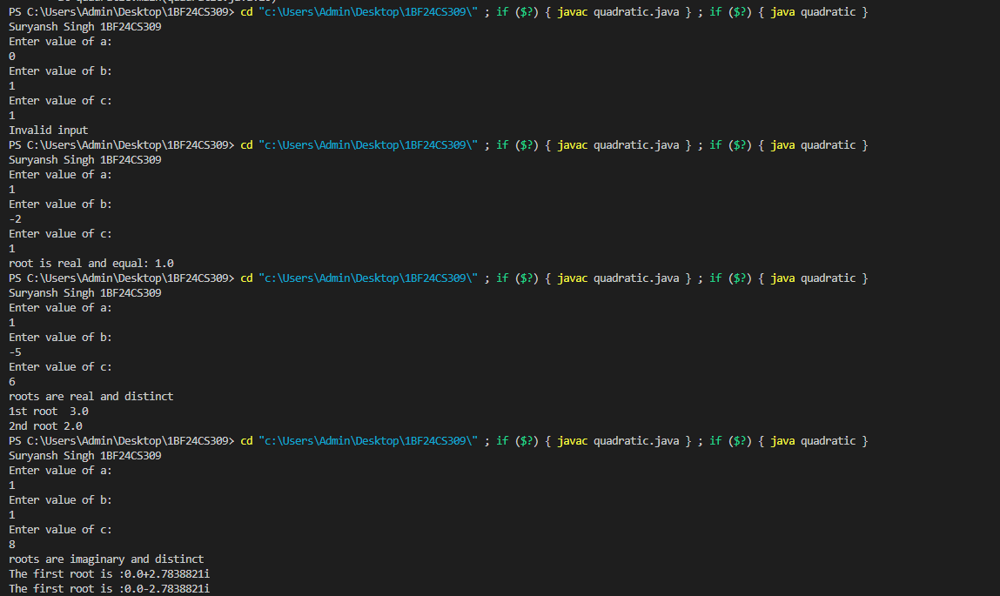 PS C:\Users\Admin\Desktop\1BF24CS309> cd "c:\Users\Admin\Desktop\1BF24CS309\" ; if ($?) { javac quadratic.java } ; if ($?) { java quadratic }
Suryansh Singh 1BF24CS309
Enter value of a:
0
Enter value of b:
1
Enter value of c:
1
Invalid input
PS C:\Users\Admin\Desktop\1BF24CS309> cd "c:\Users\Admin\Desktop\1BF24CS309\" ; if ($?) { javac quadratic.java } ; if ($?) { java quadratic }
Suryansh Singh 1BF24CS309
Enter value of a:
1
Enter value of b:
-2
Enter value of c:
1
root is real and equal: 1.0
PS C:\Users\Admin\Desktop\1BF24CS309> cd "c:\Users\Admin\Desktop\1BF24CS309\" ; if ($?) { javac quadratic.java } ; if ($?) { java quadratic }
Suryansh Singh 1BF24CS309
Enter value of a:
1
Enter value of b:
-5
Enter value of c:
6
roots are real and distinct
1st root  3.0
2nd root 2.0
PS C:\Users\Admin\Desktop\1BF24CS309> cd "c:\Users\Admin\Desktop\1BF24CS309\" ; if ($?) { javac quadratic.java } ; if ($?) { java quadratic }
Suryansh Singh 1BF24CS309
Enter value of a:
1
Enter value of b:
1
Enter value of c:
8
roots are imaginary and distinct
The first root is :0.0+2.7838821i
The first root is :0.0-2.7838821i